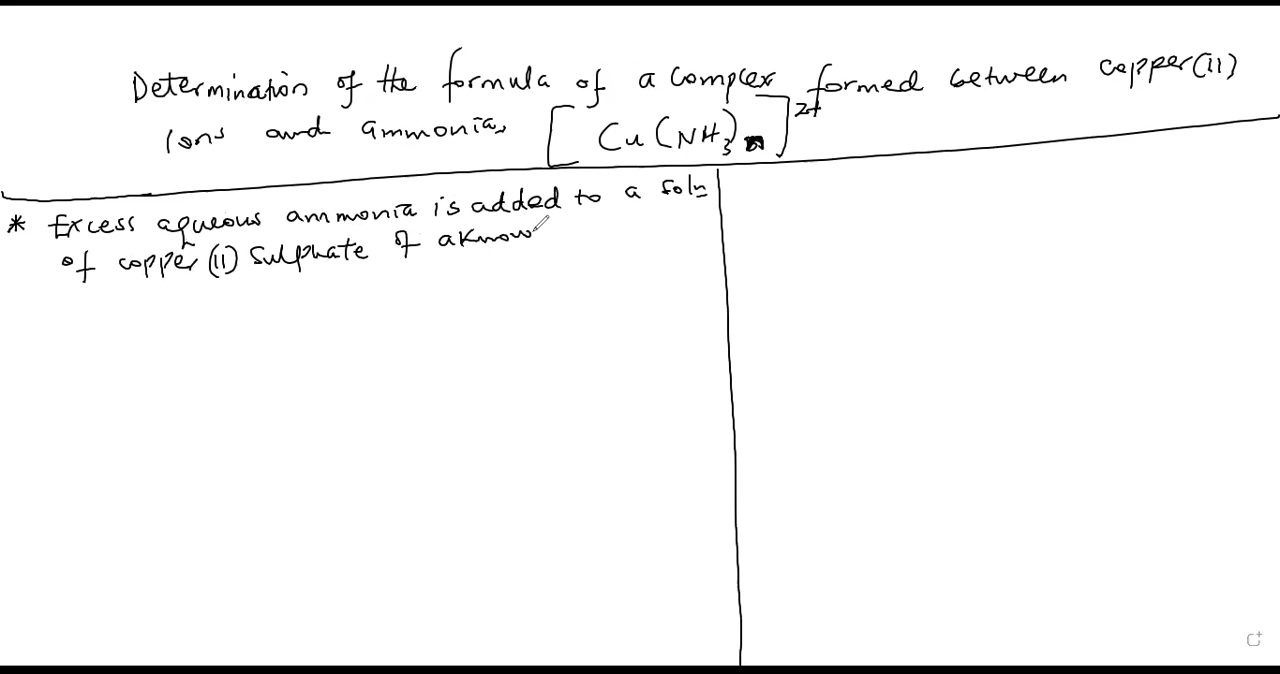 Determination of the formula of a complex formed between copper(II)
Ions and ammonia, [Cu(NH3)n]2+
* Excess aqueous ammonia is added to a soln
of copper (II) sulphate of a know